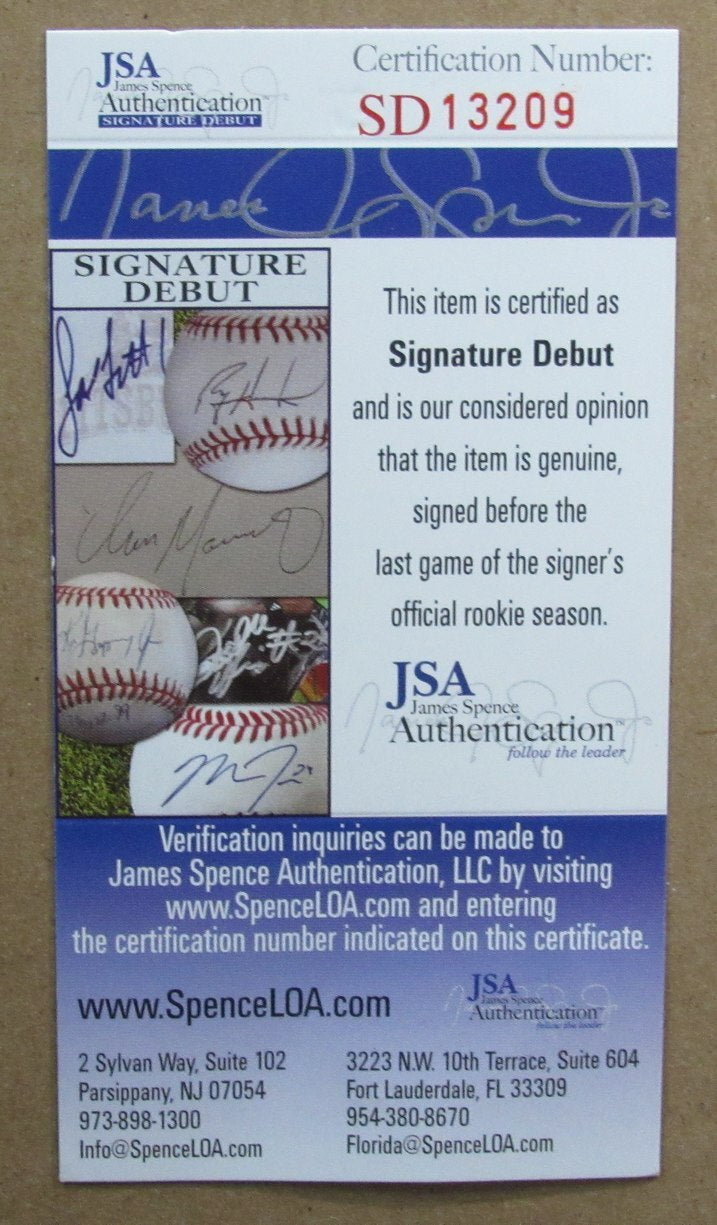 JSA
James Spence
Authentication
SIGNATURE DEBUT
Certification Number:
SD13209
SIGNATURE
DEBUT
This item is certified as
Signature Debut
and is our considered opinion
that the item is genuine,
signed before the
last game of the signer's
official rookie season.
JSA
James Spence
Authentication™
follow the leader
Verification inquiries can be made to
James Spence Authentication, LLC by visiting
www.SpenceLOA.com and entering
the certification number indicated on this certificate.
www.SpenceLOA.com
JSA
James Spence
Authentication
follow the leader
2 Sylvan Way, Suite 102
Parsippany, NJ 07054
973-898-1300
Info@SpenceLOA.com
3223 N.W. 10th Terrace, Suite 604
Fort Lauderdale, FL 33309
954-380-8670
Florida@SpenceLOA.com